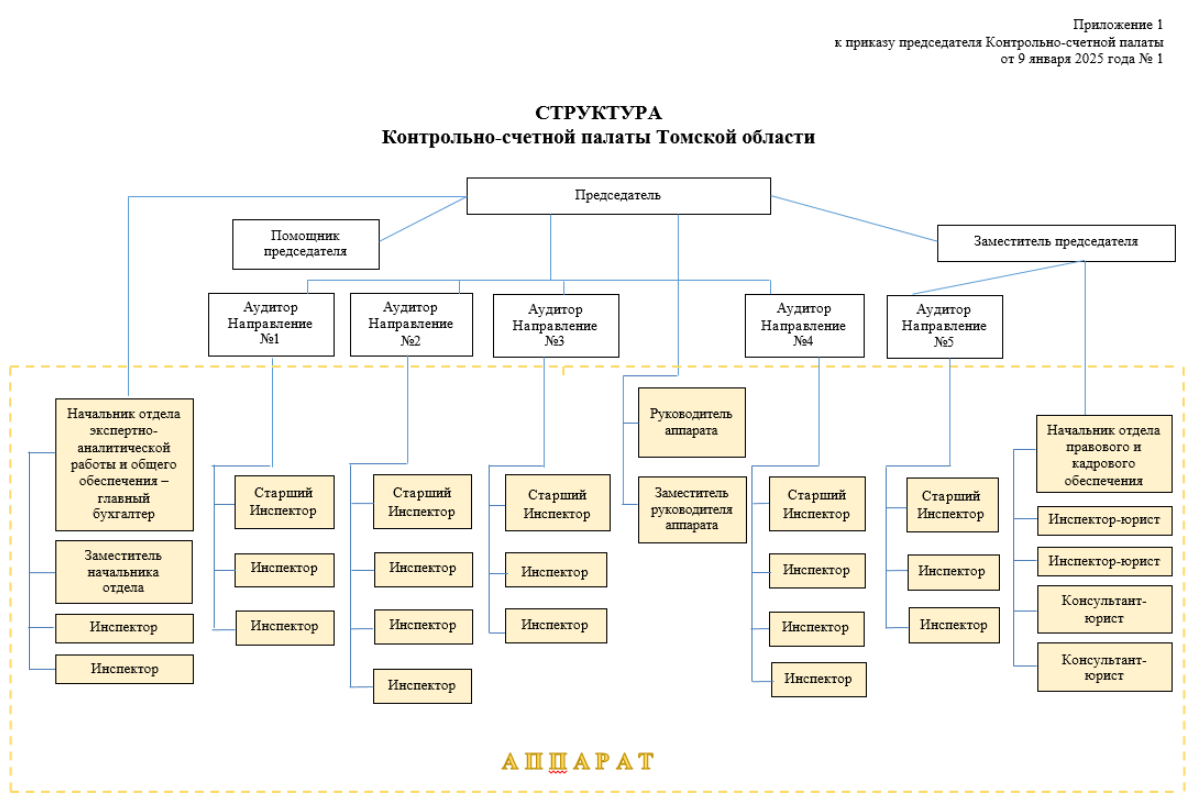 Приложение 1
к приказу председателя Контрольно-счетной палаты
от 9 января 2025 года № 1
СТРУКТУРА
Контрольно-счетной палаты Томской области
Председатель
Помощник
председателя
Заместитель председателя
Аудитор
Направление
№1
Аудитор
Направление
№2
Аудитор
Направление
№3
Аудитор
Направление
№4
Аудитор
Направление
№5
Начальник отдела
экспертно-
аналитической
работы и общего
обеспечения –
главный
бухгалтер
Заместитель
начальника
отдела
Инспектор
Инспектор
Старший
Инспектор
Инспектор
Инспектор
Старший
Инспектор
Инспектор
Инспектор
Инспектор
Старший
Инспектор
Инспектор
Инспектор
Руководитель
аппарата
Заместитель
руководителя
аппарата
Старший
Инспектор
Инспектор
Инспектор
Инспектор
Старший
Инспектор
Инспектор
Инспектор
Начальник отдела
правового и
кадрового
обеспечения
Инспектор-юрист
Инспектор-юрист
Консультант-
юрист
Консультант-
юрист
АППАРАТ